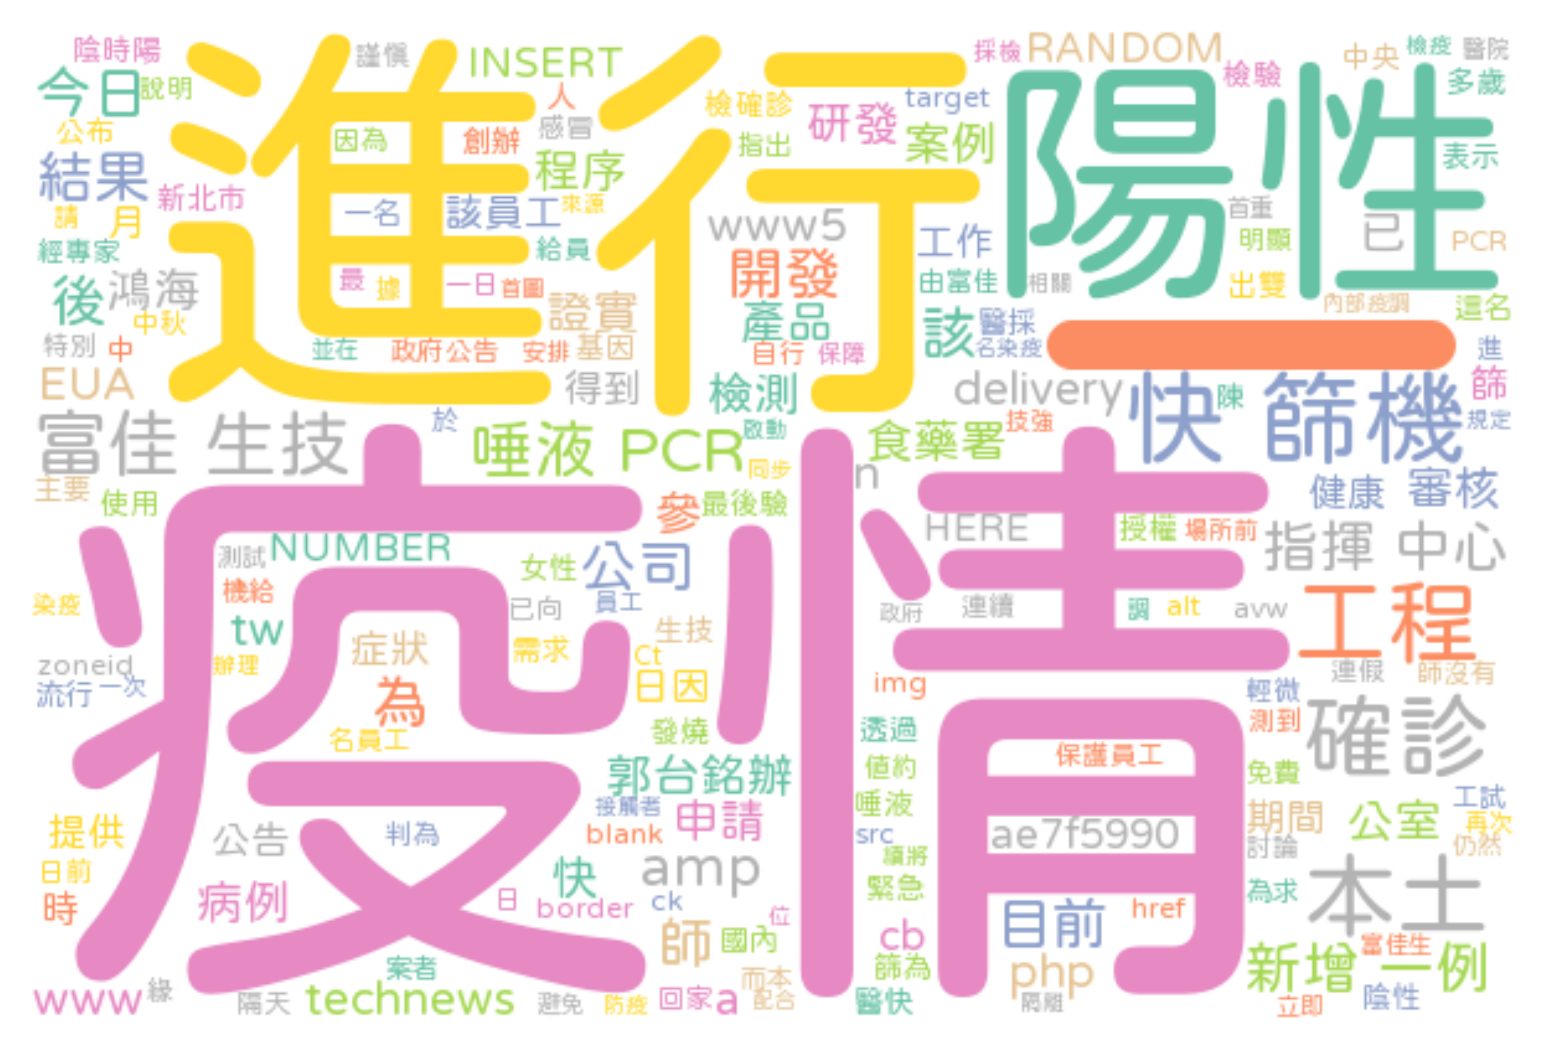 陰時陽
謹慎
INSERT
採檢
RANDOM
中央
檢疫
醫院
今日
說明
進行
人
檢確診
target
陽性
檢驗
多歲
公布
因為
創辦
感冒
指出
研發
案例
表示
結果
新北市
程序
請
月
一名
該員工
來源
www5
工作
首重
明顯
已
PCR
經專家
給員
開發
由富佳
相關
出雙
後
鴻海
最
據
一日
首圖
證實
產品
內部疫調
這名
中秋
特別
中
並在
政府公告
安排
基因
自行
保障
該
醫採
名染疫
一
進
EUA
得到
檢測
delivery
快
陳
篩機
篩
規定
富佳
生技
於
唾液
PCR
啟動
食藥署
技強
同步
n
主要
使用
疫情
參
最後驗
健康
審核
HERE
授權
場所前
指揮
中心
測試
NUMBER
女性
公司
染疫
機給
已向
員工
政府
連續
調
alt
avw
工程
tw
症狀
需求
生技
Ct
zoneid
辦理
連假
師沒有
流行
一次
為
日因
img
輕微
確診
名員工
發燒
透過
測到
郭台銘辦
值約
保護員工
免費
提供
公告
判為
接觸者
blank
申請
唾液
src
ae7f5990
期間
公室
工試
再次
討論
仍然
日前
快
amp
續將
本土
時
病例
日
border
ck
位
緊急
為求
目前
href
師
國內
cb
案者
篩為
新增
一例
富佳生
而本
php
www
緣
隔天
technews
避免
防疫
回家
a
配合
醫快
隔離
立即
陰性